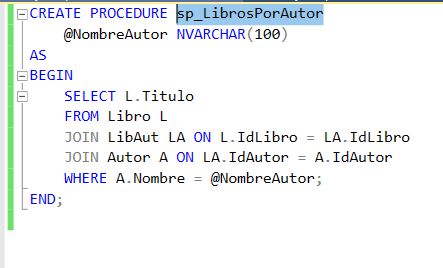 CREATE PROCEDURE sp_LibrosPorAutor
@NombreAutor NVARCHAR(100)
AS
BEGIN
SELECT L.Titulo
FROM Libro L
JOIN LibAut LA ON L.IdLibro = LA.IdLibro
JOIN Autor A ON LA.IdAutor = A.IdAutor
WHERE A.Nombre = @NombreAutor;
END;